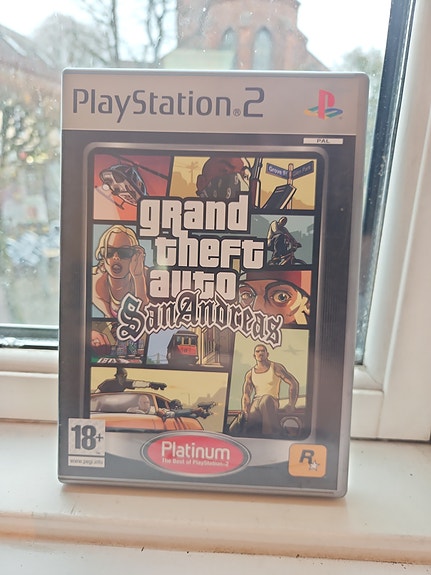 PlayStation®2
PAL
Grove St
grand
theft
auto
San Andreas
18+
www.pegi.info
Platinum
The Best of PlayStation®2
R